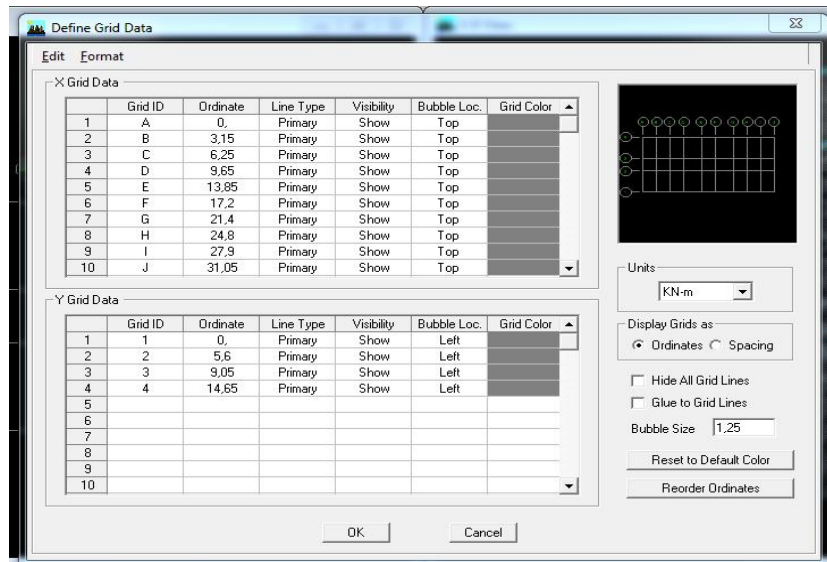 Define Grid Data
Edit Format
X Grid Data
Grid ID Ordinate Line Type Visibility Bubble Loc. Grid Color
1 A 0, Primary Show Top
2 B 3,15 Primary Show Top
3 C 6,25 Primary Show Top
4 D 9,65 Primary Show Top
5 E 13,85 Primary Show Top
6 F 17,2 Primary Show Top
7 G 21,4 Primary Show Top
8 H 24,8 Primary Show Top
9 I 27,9 Primary Show Top
10 J 31,05 Primary Show Top
Y Grid Data
Grid ID Ordinate Line Type Visibility Bubble Loc. Grid Color
1 1 0, Primary Show Left
2 2 5,6 Primary Show Left
3 3 9,05 Primary Show Left
4 4 14,65 Primary Show Left
5
6
7
8
9
10
Units
KN-m
Display Grids as
Ordinates Spacing
Hide All Grid Lines
Glue to Grid Lines
Bubble Size 1,25
Reset to Default Color
Reorder Ordinates
OK Cancel